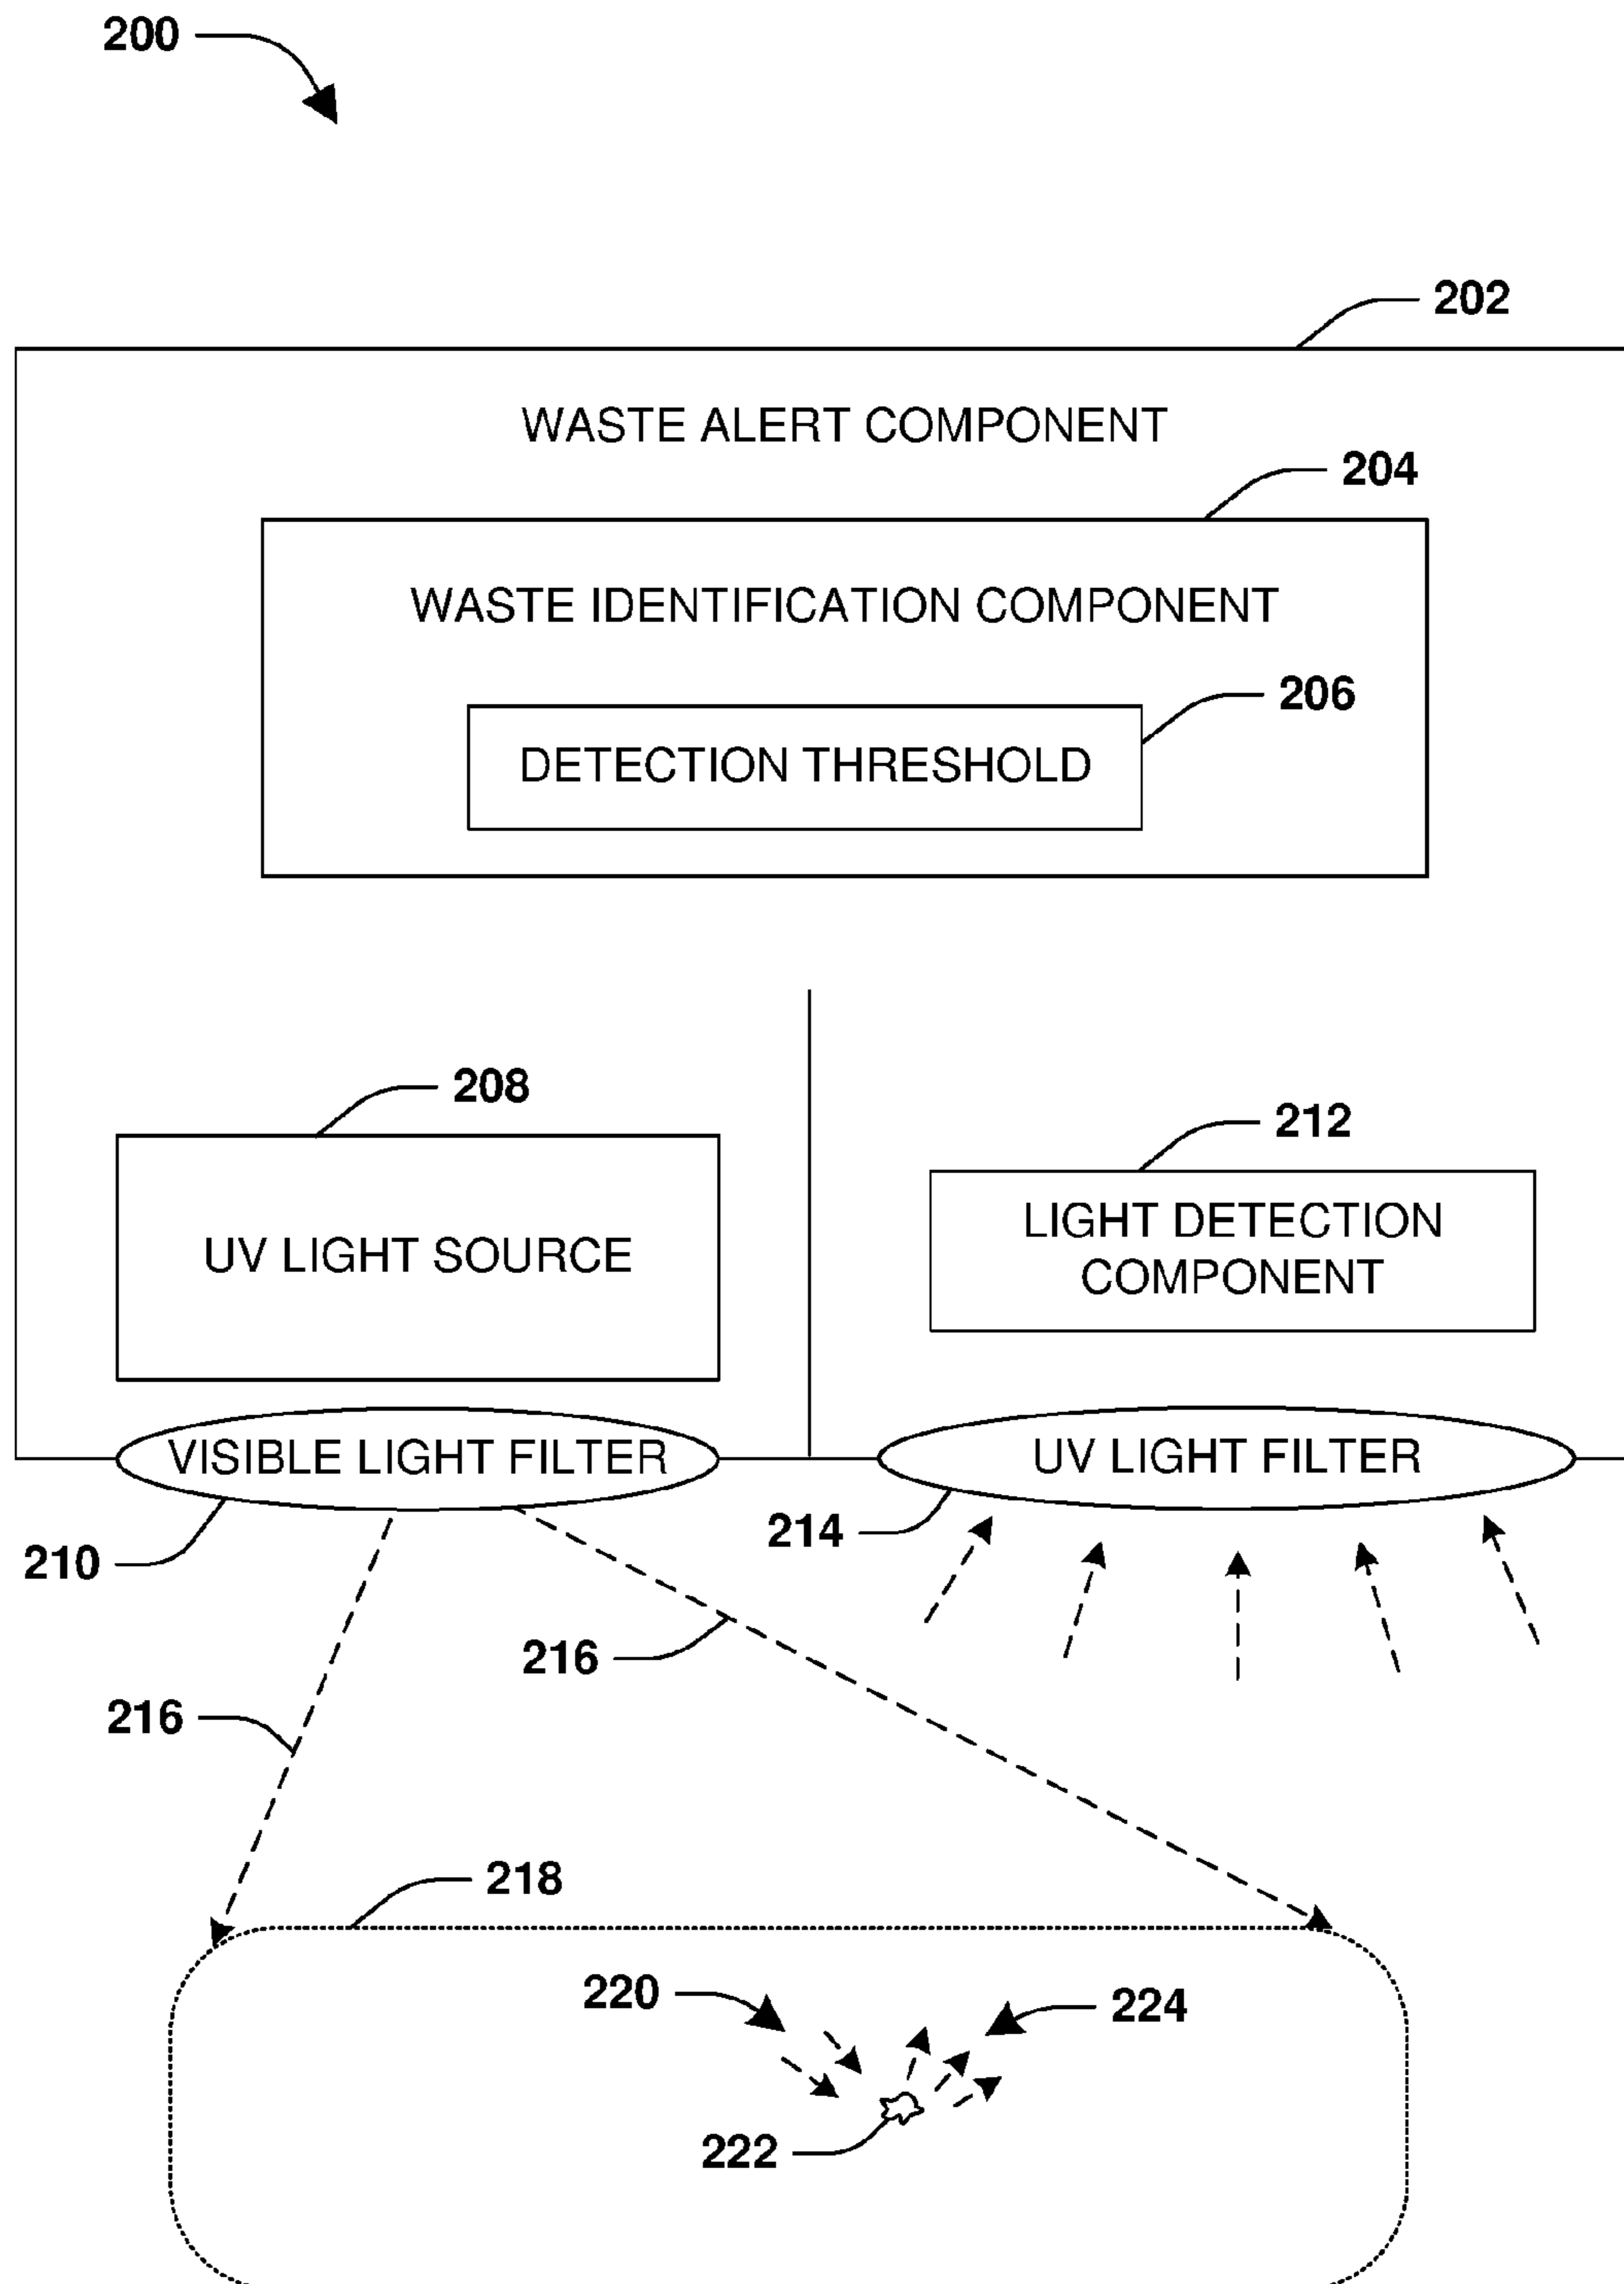 200
202
WASTE ALERT COMPONENT
204
WASTE IDENTIFICATION COMPONENT
206
DETECTION THRESHOLD
208
212
UV LIGHT SOURCE
LIGHT DETECTION
COMPONENT
VISIBLE LIGHT FILTER
UV LIGHT FILTER
210
214
216
216
218
220
224
222